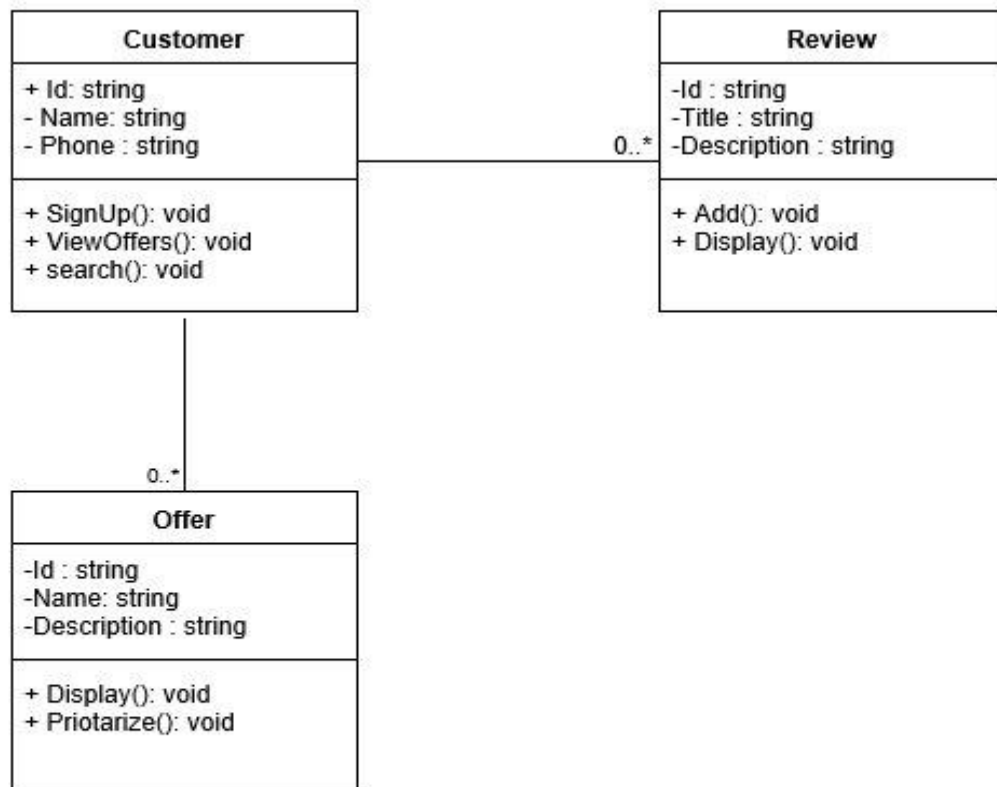 Customer
+ Id: string
- Name: string
- Phone : string
+ SignUp(): void
+ ViewOffers(): void
+ search(): void
0..*
Review
-Id : string
-Title : string
-Description : string
+ Add(): void
+ Display(): void
0..*
Offer
-Id : string
-Name: string
-Description : string
+ Display(): void
+ Priotarize(): void